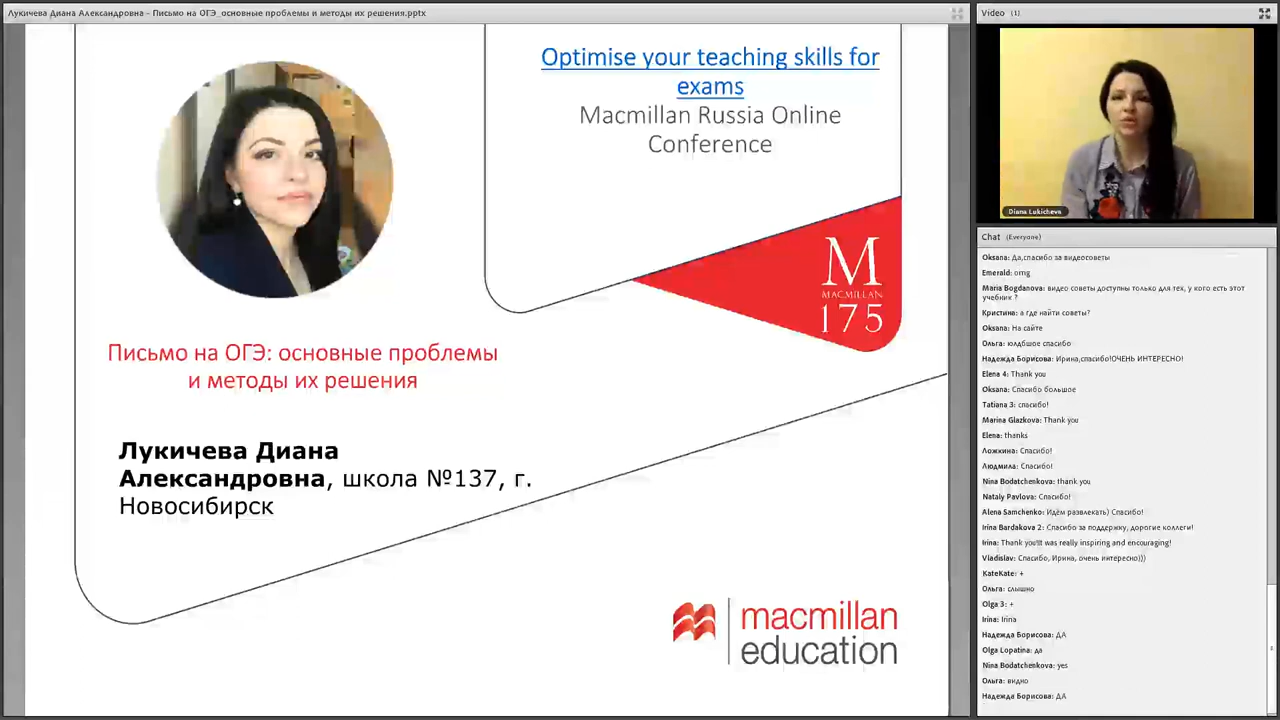 Лукичева Диана Александровна - Письмо на ОГЭ_основные проблемы и методы их решения.pptx
Optimise your teaching skills for
exams
Macmillan Russia Online
Conference
M
MACMILLAN
175
Письмо на ОГЭ: основные проблемы
и методы их решения
Лукичева Диана
Александровна, школа №137, г.
Новосибирск
macmillan
education
Video (1)
Diana Lukicheva
Chat (Everyone)
Oksana: Да,спасибо за видеосоветы
Emerald: omg
Maria Bogdanova: видео советы доступны только для тех, у кого есть этот
учебник ?
Кристина: а где найти советы?
Oksana: На сайте
Ольга: юлдбшое спасибо
Надежда Борисова: Ирина,спасибо!ОЧЕНЬ ИНТЕРЕСНО!
Elena 4: Thank you
Oksana: Спасибо большое
Tatiana 3: спасибо!
Marina Glazkova: Thank you
Elena: thanks
Ложкина: Спасибо!
Людмила: Спасибо!
Nina Bodatchenkova: thank you
Nataly Pavlova: Спасибо!
Alena Samchenko: Идём развлекать) Спасибо!
Irina Bardakova 2: Спасибо за поддержку, дорогие коллеги!
Irina: Thank you!It was really inspiring and encouraging!
Vladislav: Спасибо, Ирина, очень интересно)))
KateKate: +
Ольга: слышно
Olga 3: +
Irina: Irina
Надежда Борисова: ДА
Olga Lopatina: да
Nina Bodatchenkova: yes
Ольга: видно
Надежда Борисова: ДА